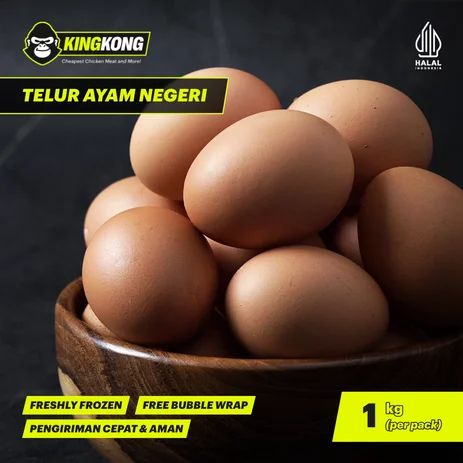 KINGKONG
Cheapest Chicken Meat and More!
HALAL
INDONESIA
TELUR AYAM NEGERI
FRESHLY FROZEN
FREE BUBBLE WRAP
PENGIRIMAN CEPAT & AMAN
1 kg
(per pack)